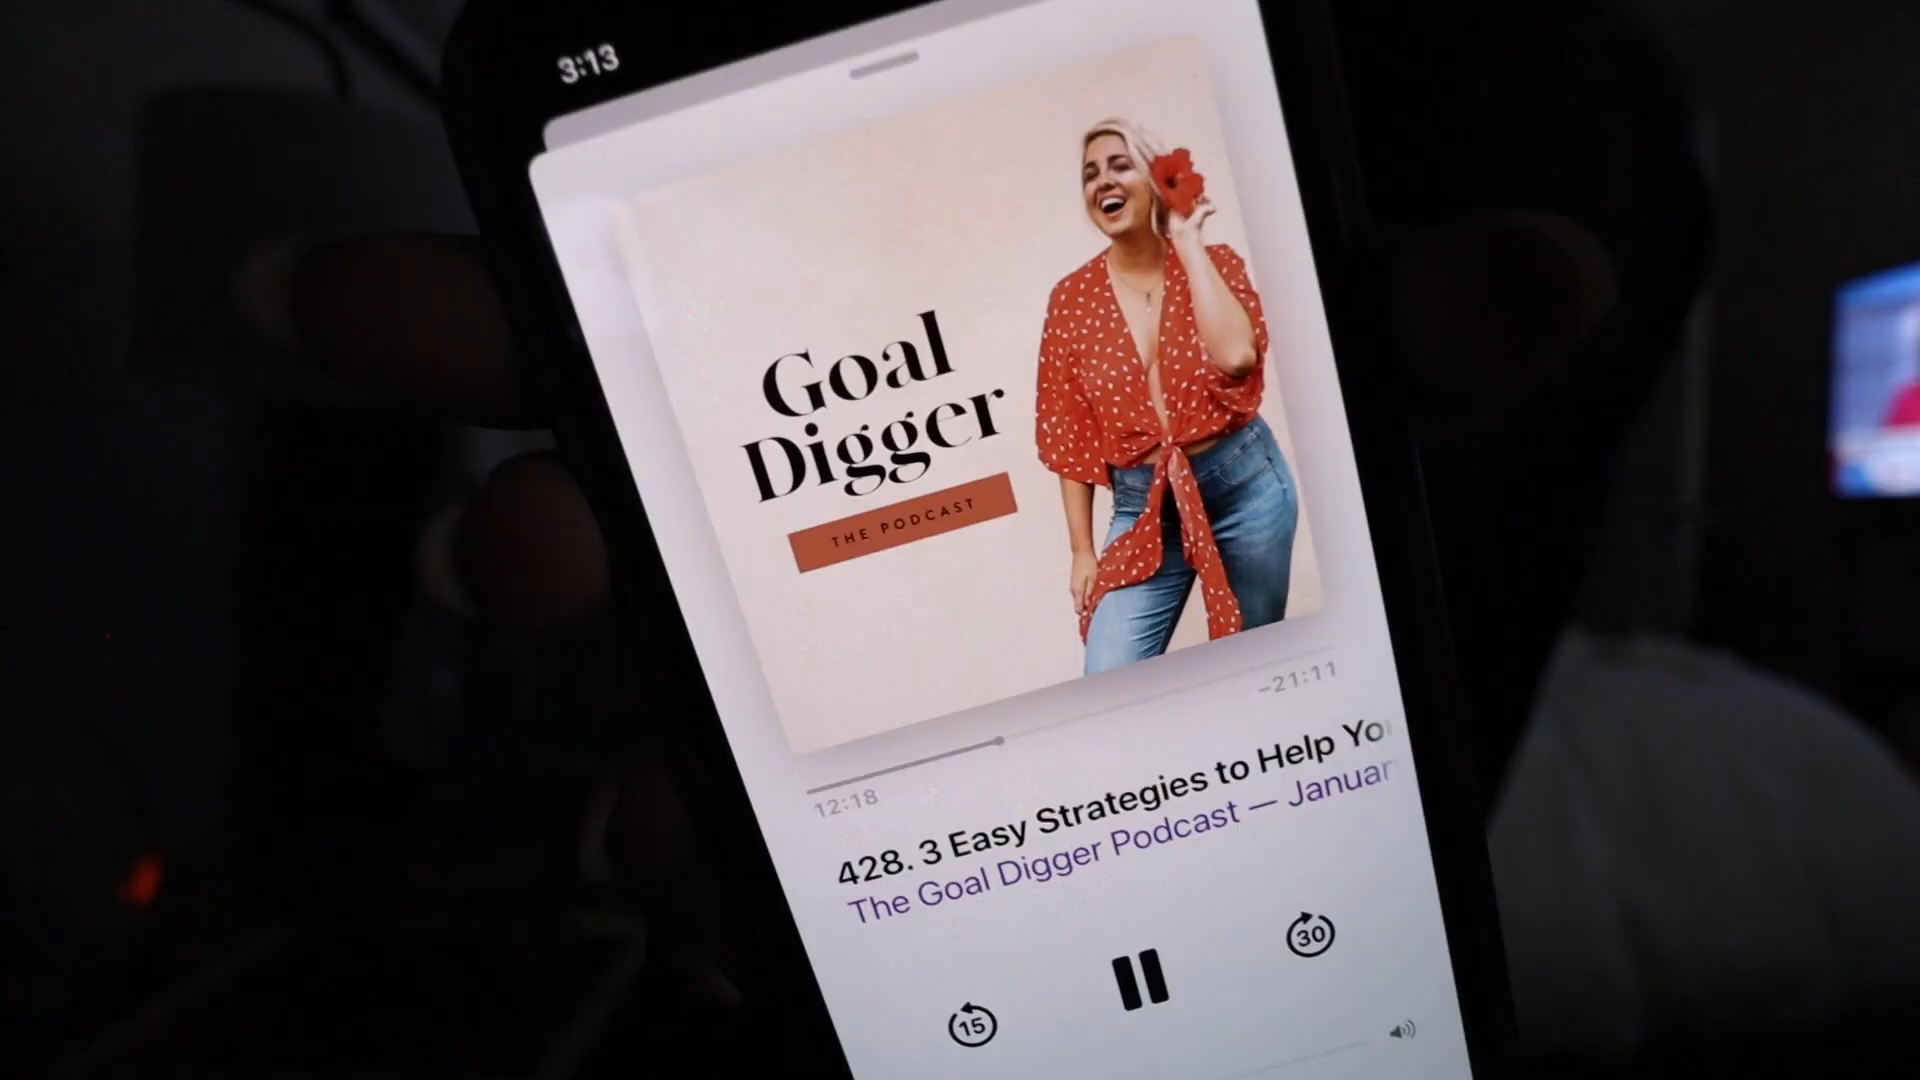 3:13
Goal
Digger
THE PODCAST
-21:11
12:18
428. 3 Easy Strategies to Help Yo
The Goal Digger Podcast — Januar
15
30